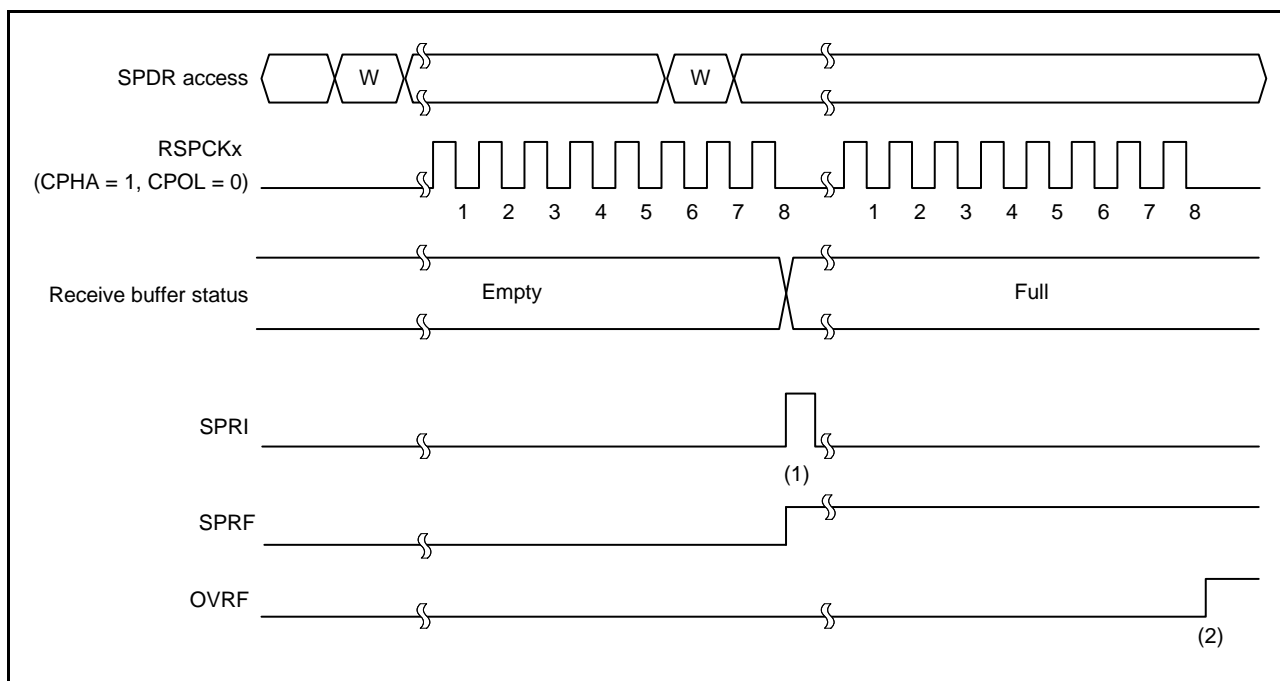 SPDR access
W
W
RSPCKx
(CPHA = 1, CPOL = 0)
1 2 3 4 5 6 7 8 1 2 3 4 5 6 7 8
Receive buffer status
Empty
Full
SPRI
(1)
SPRF
OVRF
(2)